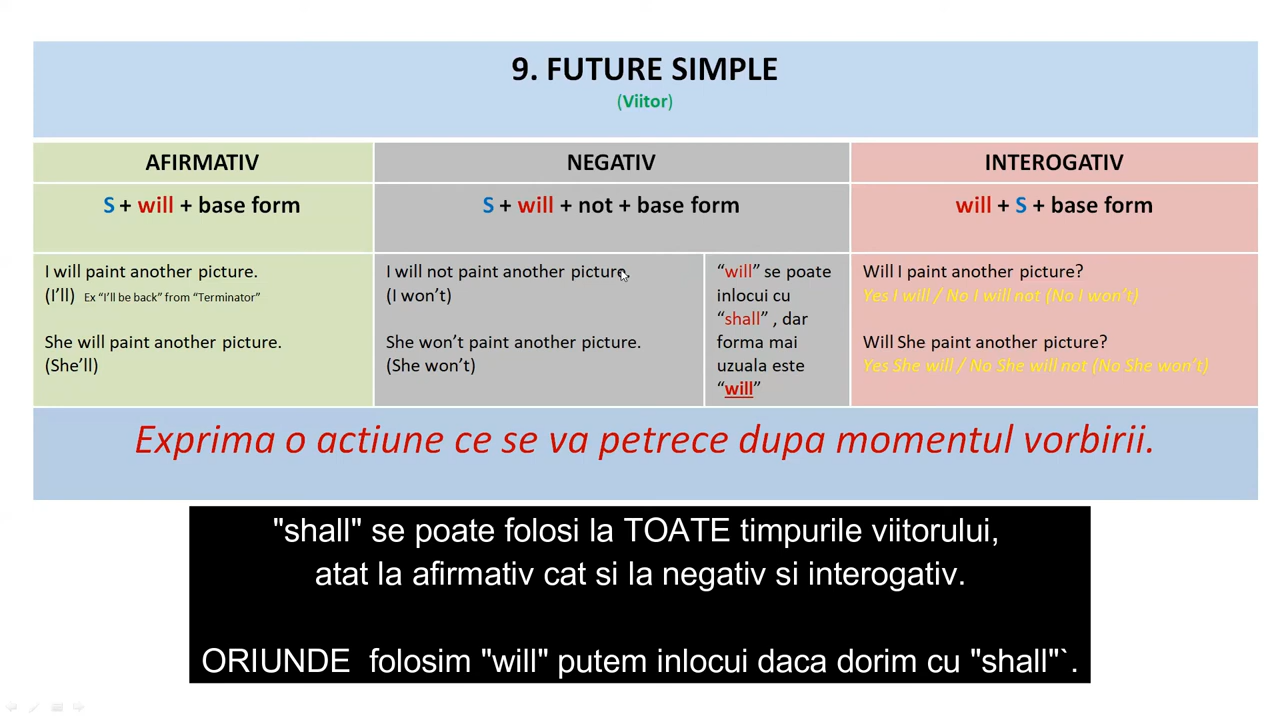 9. FUTURE SIMPLE
(Viitor)
AFIRMATIV
NEGATIV
INTEROGATIV
S + will + base form
S + will + not + base form
will + S + base form
I will paint another picture.
(I'll) Ex "I'll be back" from "Terminator"
She will paint another picture.
(She'll)
I will not paint another picture.
(I won't)
She won't paint another picture.
(She won't)
"will" se poate
inlocui cu
"shall" , dar
forma mai
uzuala este
"will"
Will I paint another picture?
Yes I will / No I will not (No I won't)
Will She paint another picture?
Yes She will / No She will not (No She won't)
Exprima o actiune ce se va petrece dupa momentul vorbirii.
"shall" se poate folosi la TOATE timpurile viitorului,
atat la afirmativ cat si la negativ si interogativ.
ORIUNDE folosim "will" putem inlocui daca dorim cu "shall"`.